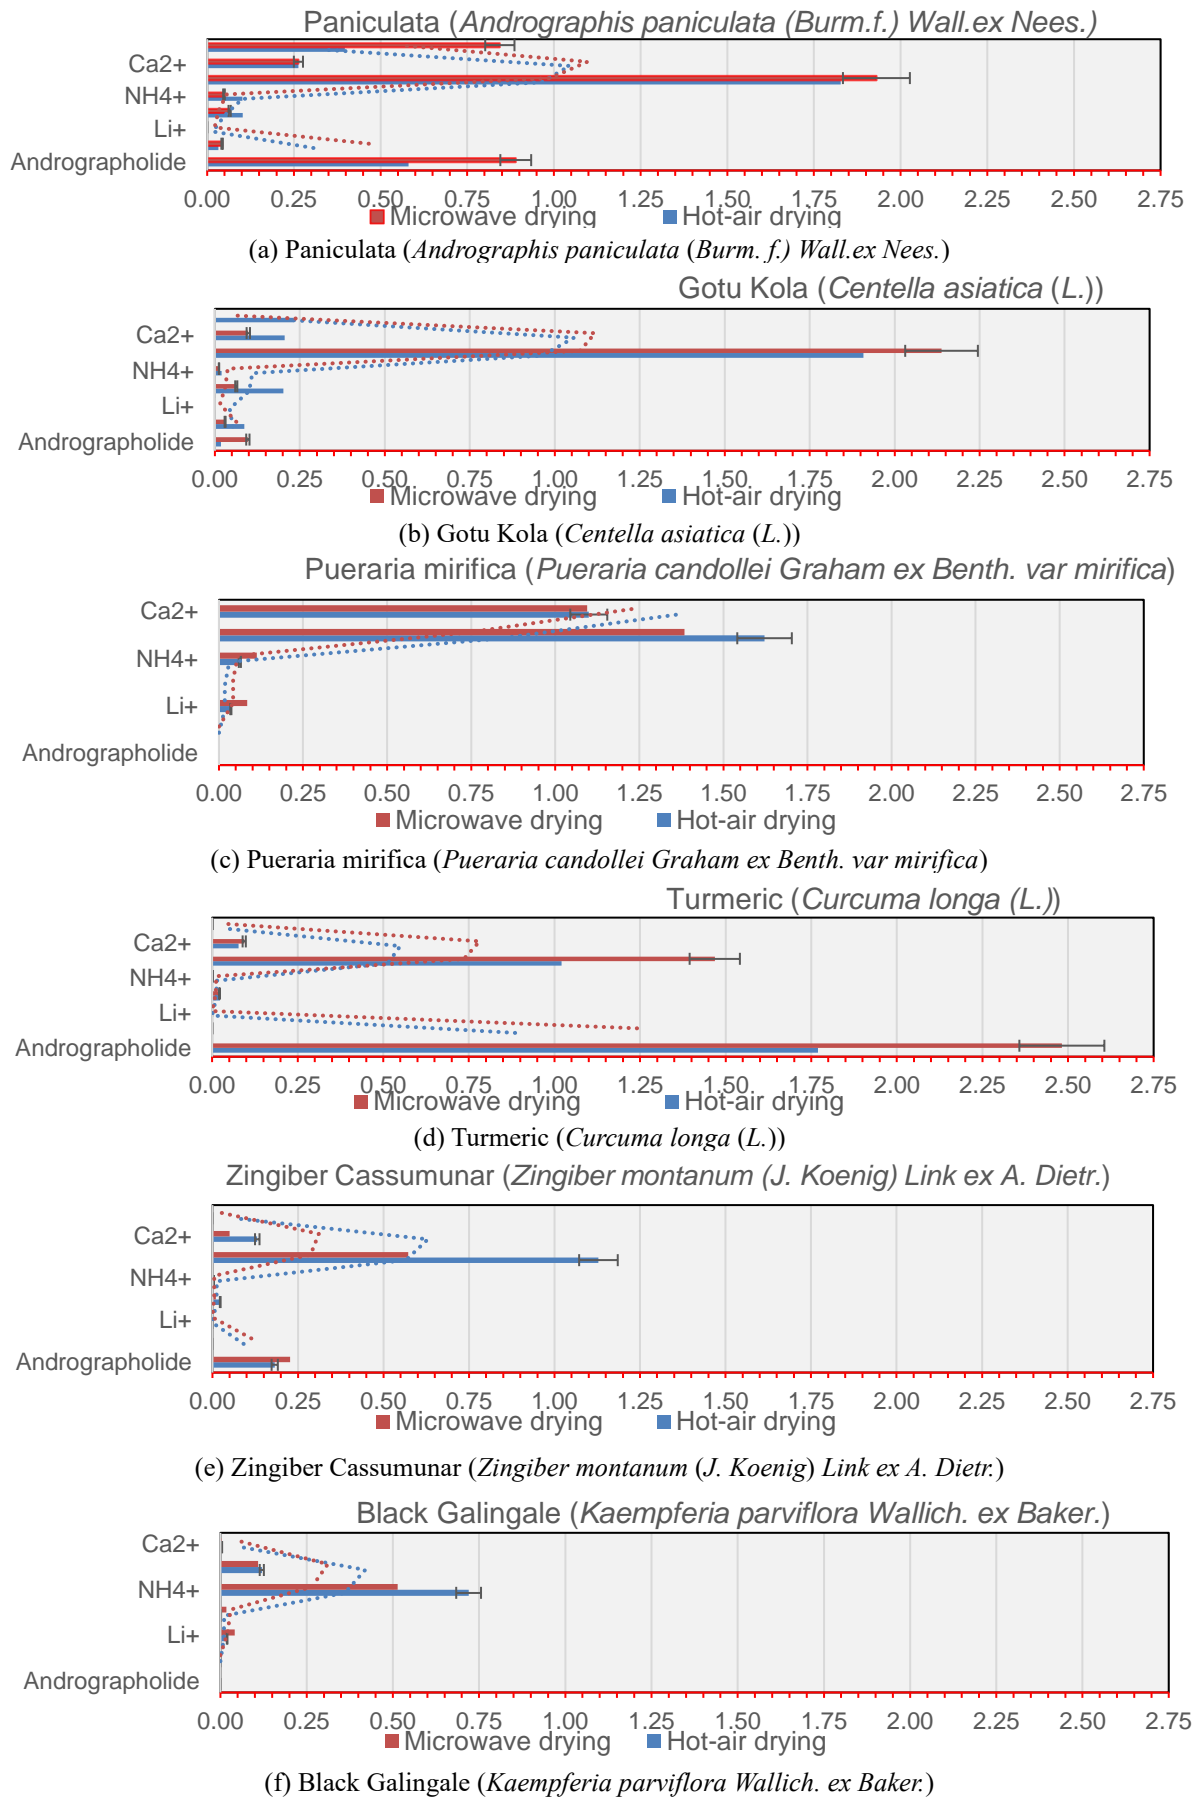 Paniculata (Andrographis paniculata (Burm.f.) Wall.ex Nees.)
Ca2+
NH4+
Li+
Andrographolide
0.00 0.25 0.50 0.75 1.00 1.25 1.50 1.75 2.00 2.25 2.50 2.75
Microwave drying Hot-air drying
(a) Paniculata (Andrographis paniculata (Burm. f.) Wall.ex Nees.)
Gotu Kola (Centella asiatica (L.))
Ca2+
NH4+
Li+
Andrographolide
0.00 0.25 0.50 0.75 1.00 1.25 1.50 1.75 2.00 2.25 2.50 2.75
Microwave drying Hot-air drying
(b) Gotu Kola (Centella asiatica (L.))
Pueraria mirifica (Pueraria candollei Graham ex Benth. var mirifica)
Ca2+
NH4+
Li+
Andrographolide
0.00 0.25 0.50 0.75 1.00 1.25 1.50 1.75 2.00 2.25 2.50 2.75
Microwave drying Hot-air drying
(c) Pueraria mirifica (Pueraria candollei Graham ex Benth. var mirifica)
Turmeric (Curcuma longa (L.))
Ca2+
NH4+
Li+
Andrographolide
0.00 0.25 0.50 0.75 1.00 1.25 1.50 1.75 2.00 2.25 2.50 2.75
Microwave drying Hot-air drying
(d) Turmeric (Curcuma longa (L.))
Zingiber Cassumunar (Zingiber montanum (J. Koenig) Link ex A. Dietr.)
Ca2+
NH4+
Li+
Andrographolide
0.00 0.25 0.50 0.75 1.00 1.25 1.50 1.75 2.00 2.25 2.50 2.75
Microwave drying Hot-air drying
(e) Zingiber Cassumunar (Zingiber montanum (J. Koenig) Link ex A. Dietr.)
Black Galingale (Kaempferia parviflora Wallich. ex Baker.)
Ca2+
NH4+
Li+
Andrographolide
0.00 0.25 0.50 0.75 1.00 1.25 1.50 1.75 2.00 2.25 2.50 2.75
Microwave drying Hot-air drying
(f) Black Galingale (Kaempferia parviflora Wallich. ex Baker.)